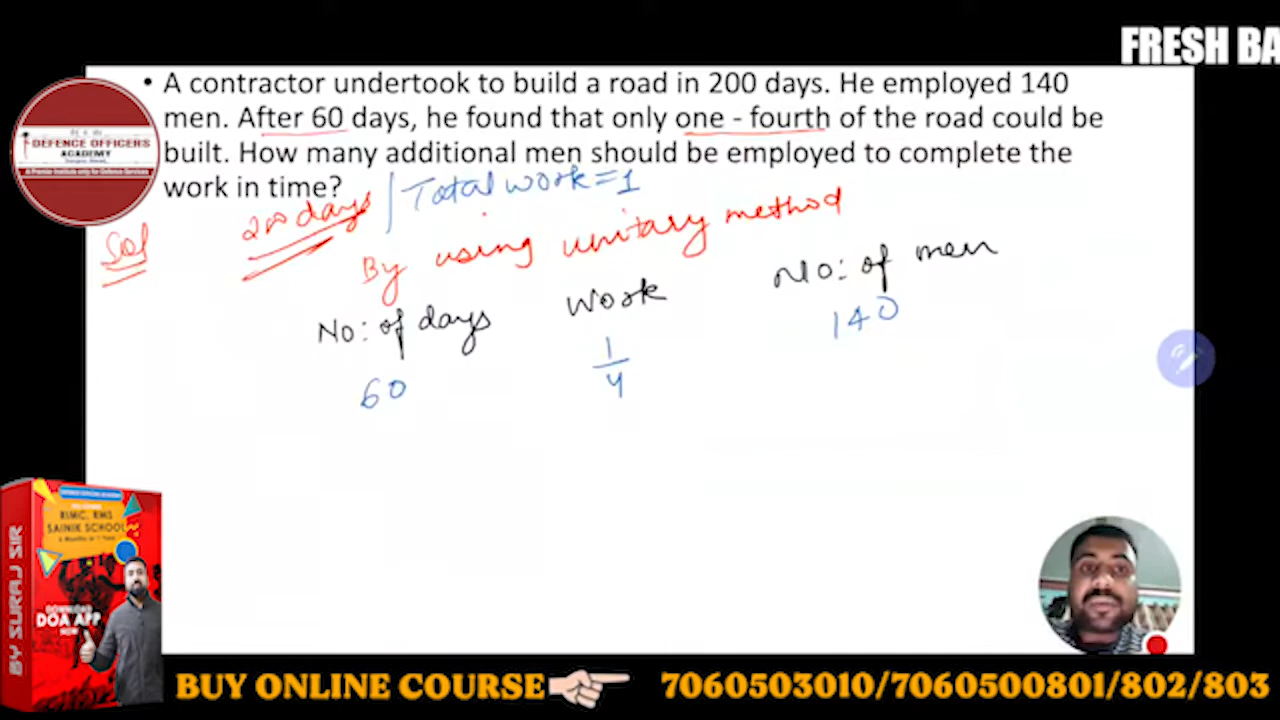 FRESH BA
• A contractor undertook to build a road in 200 days. He employed 140
men. After 60 days, he found that only one - fourth of the road could be
built. How many additional men should be employed to complete the
work in time?
DEFENCE OFFICERS
ACADEMY
200 days | Total work = 1
Sol
By using unitary method
No: of days Work No: of men
60 1/4 140
BY SURAJ SIR
RIMC, RMS
SAINIK SCHOOL
DOWNLOAD
DOA APP
NOW
BUY ONLINE COURSE 7060503010/7060500801/802/803